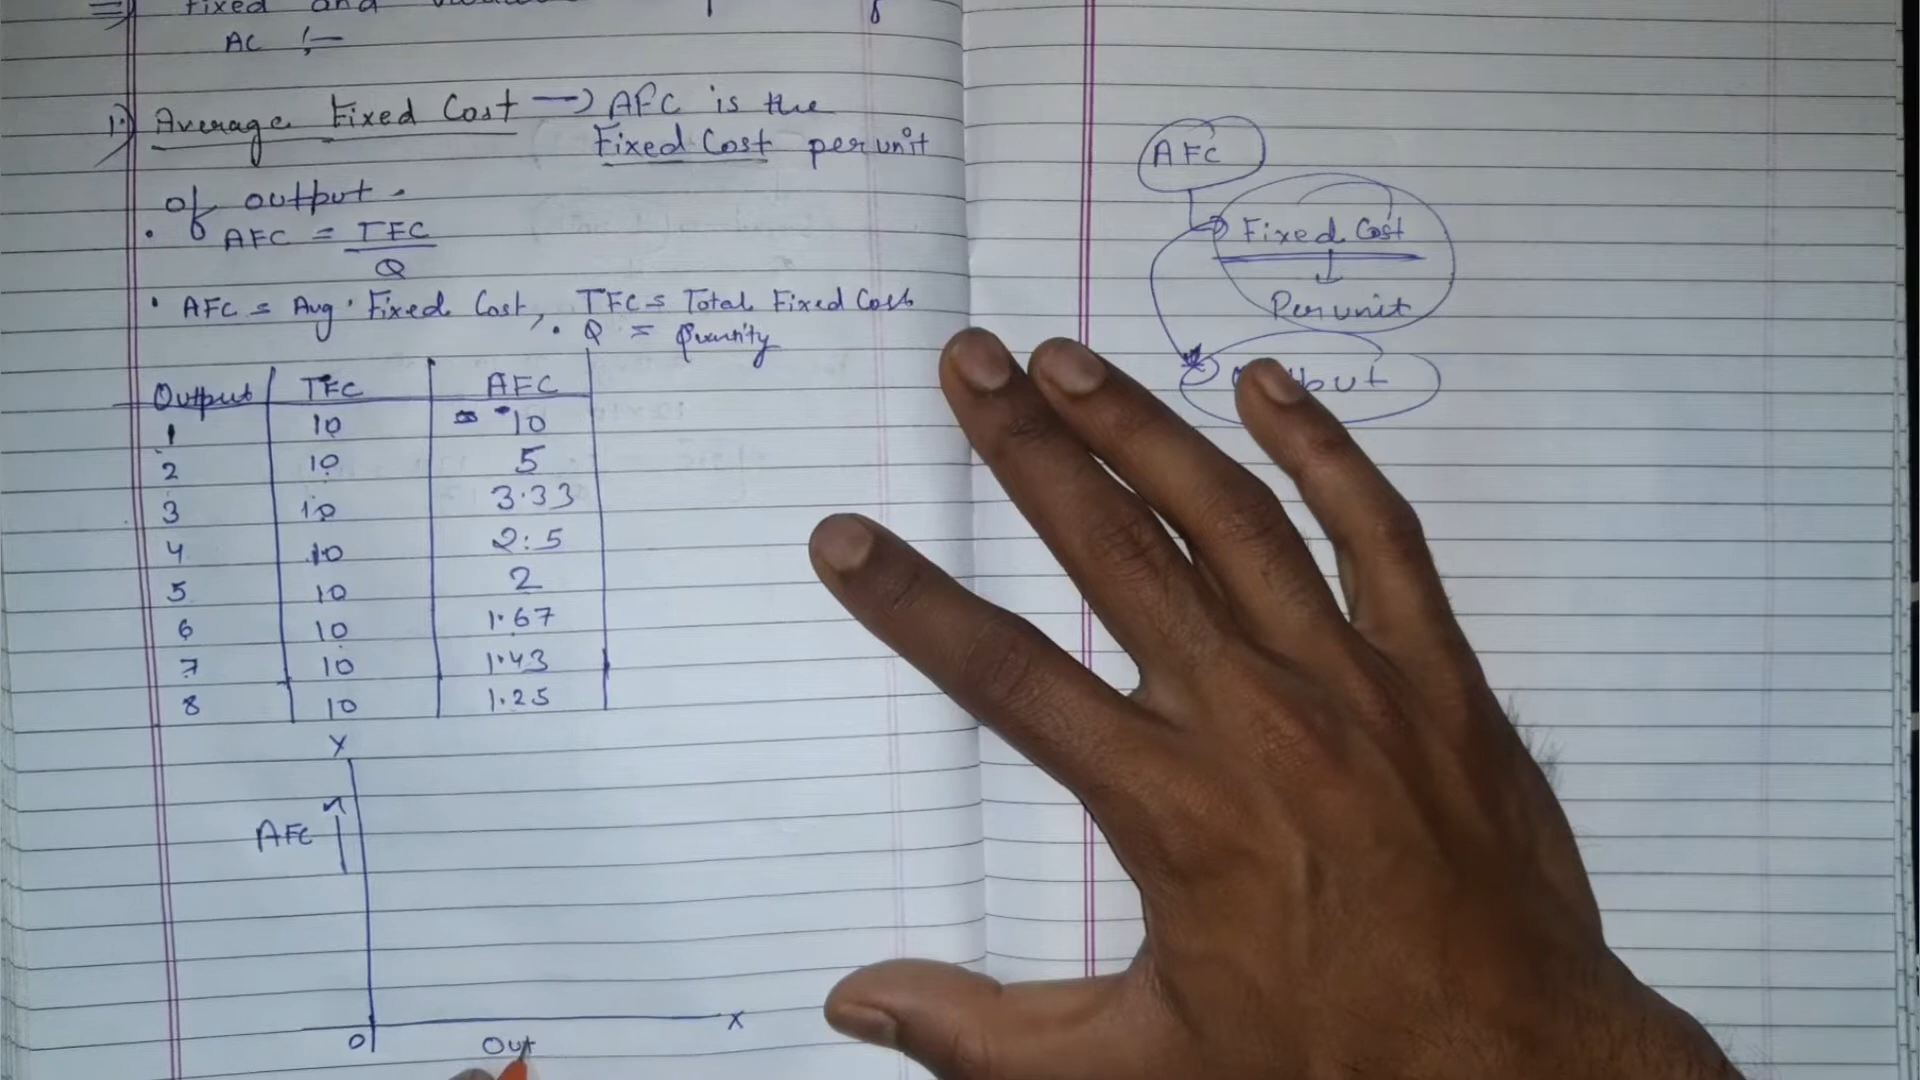 ⇒ Fixed and
AC :-
1.) Average Fixed Cost → AFC is the
Fixed Cost per unit
of output.
• AFC = TFC
Q
• AFC = Avg. Fixed Cost, TFC = Total Fixed Cost
• Q = Quantity
Output TFC AFC
1 10 10
2 10 5
3 10 3.33
4 10 2.5
5 10 2
6 10 1.67
7 10 1.43
8 10 1.25
Y
AFC
X
O
Out
AFC
Fixed Cost
Per unit